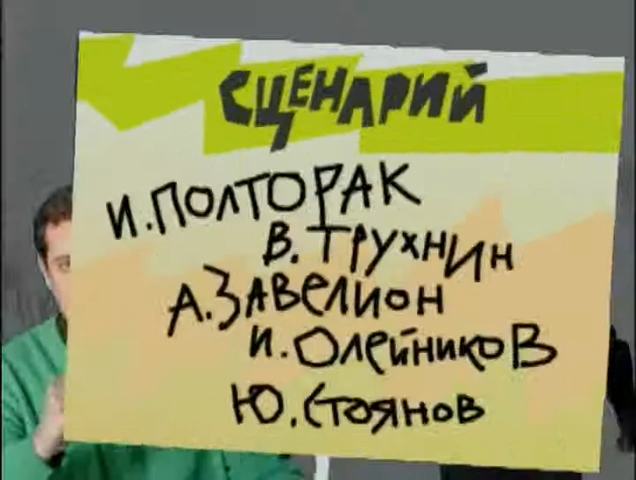 СЦЕНАРИЙ
И. ПОЛТОРАК
В. ТРУХНИН
А. ЗАВЕЛИОН
И. ОЛЕЙНИКОВ
Ю. СТОЯНОВ